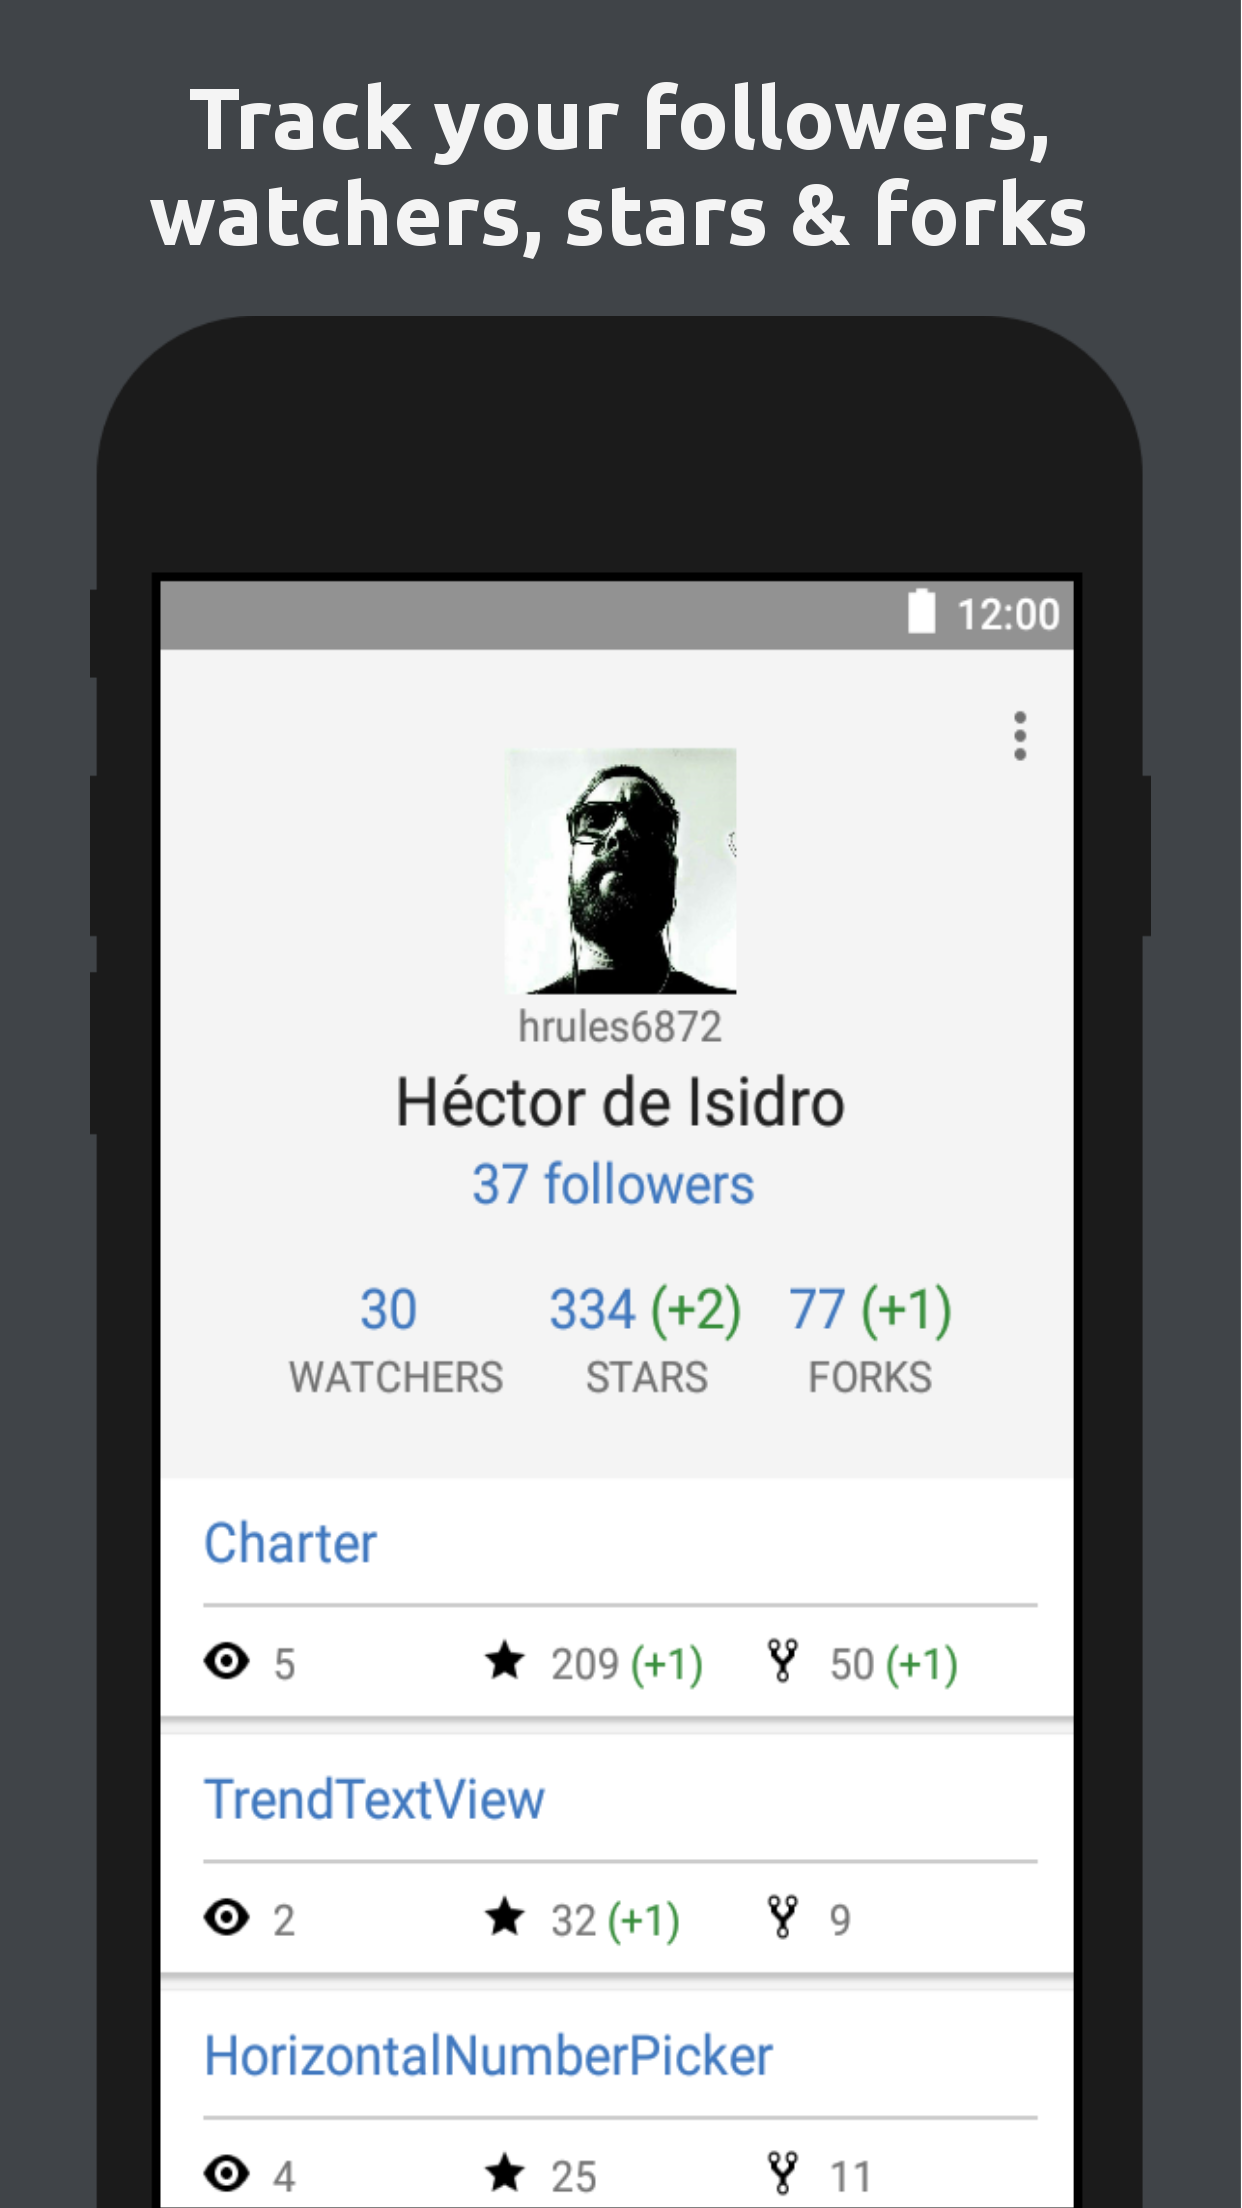 Track your followers,
watchers, stars & forks
12:00
hrules6872
Héctor de Isidro
37 followers
30 334 (+2) 77 (+1)
WATCHERS STARS FORKS
Charter
5 209 (+1) 50 (+1)
TrendTextView
2 32 (+1) 9
HorizontalNumberPicker
4 25 11